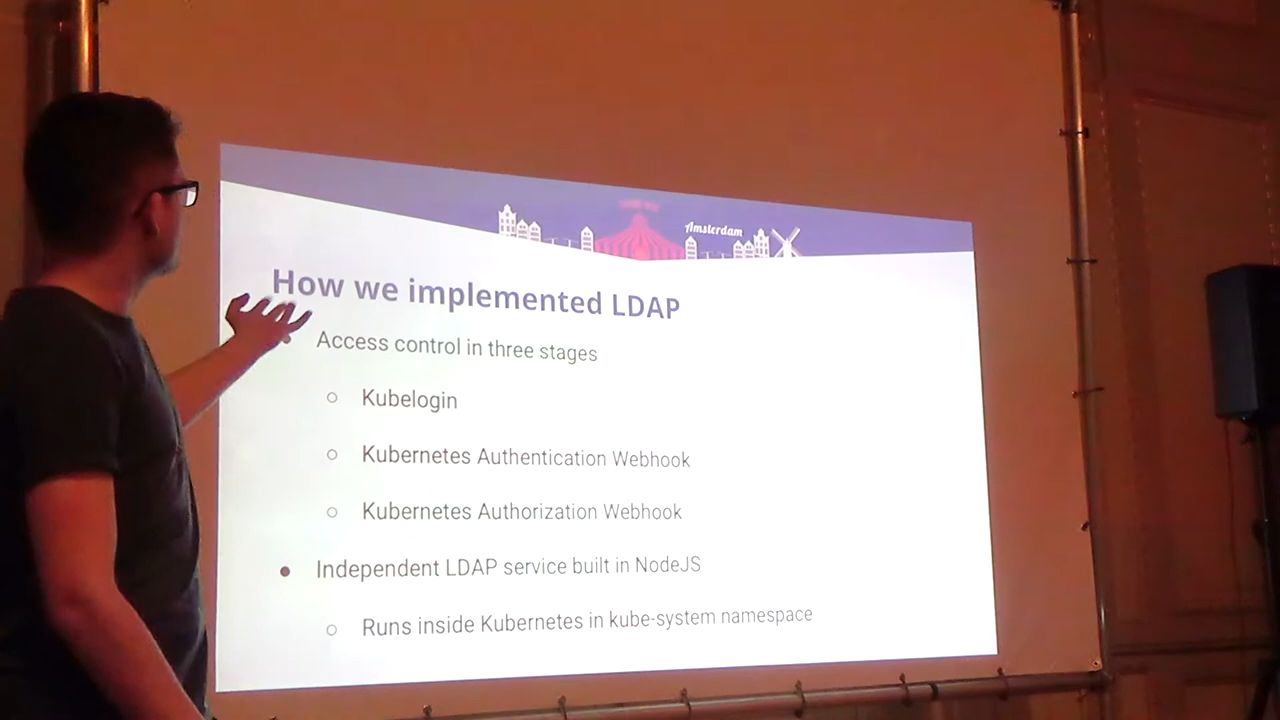 Amsterdam
How we implemented LDAP
Access control in three stages
Kubelogin
Kubernetes Authentication Webhook
Kubernetes Authorization Webhook
Independent LDAP service built in NodeJS
Runs inside Kubernetes in kube-system namespace